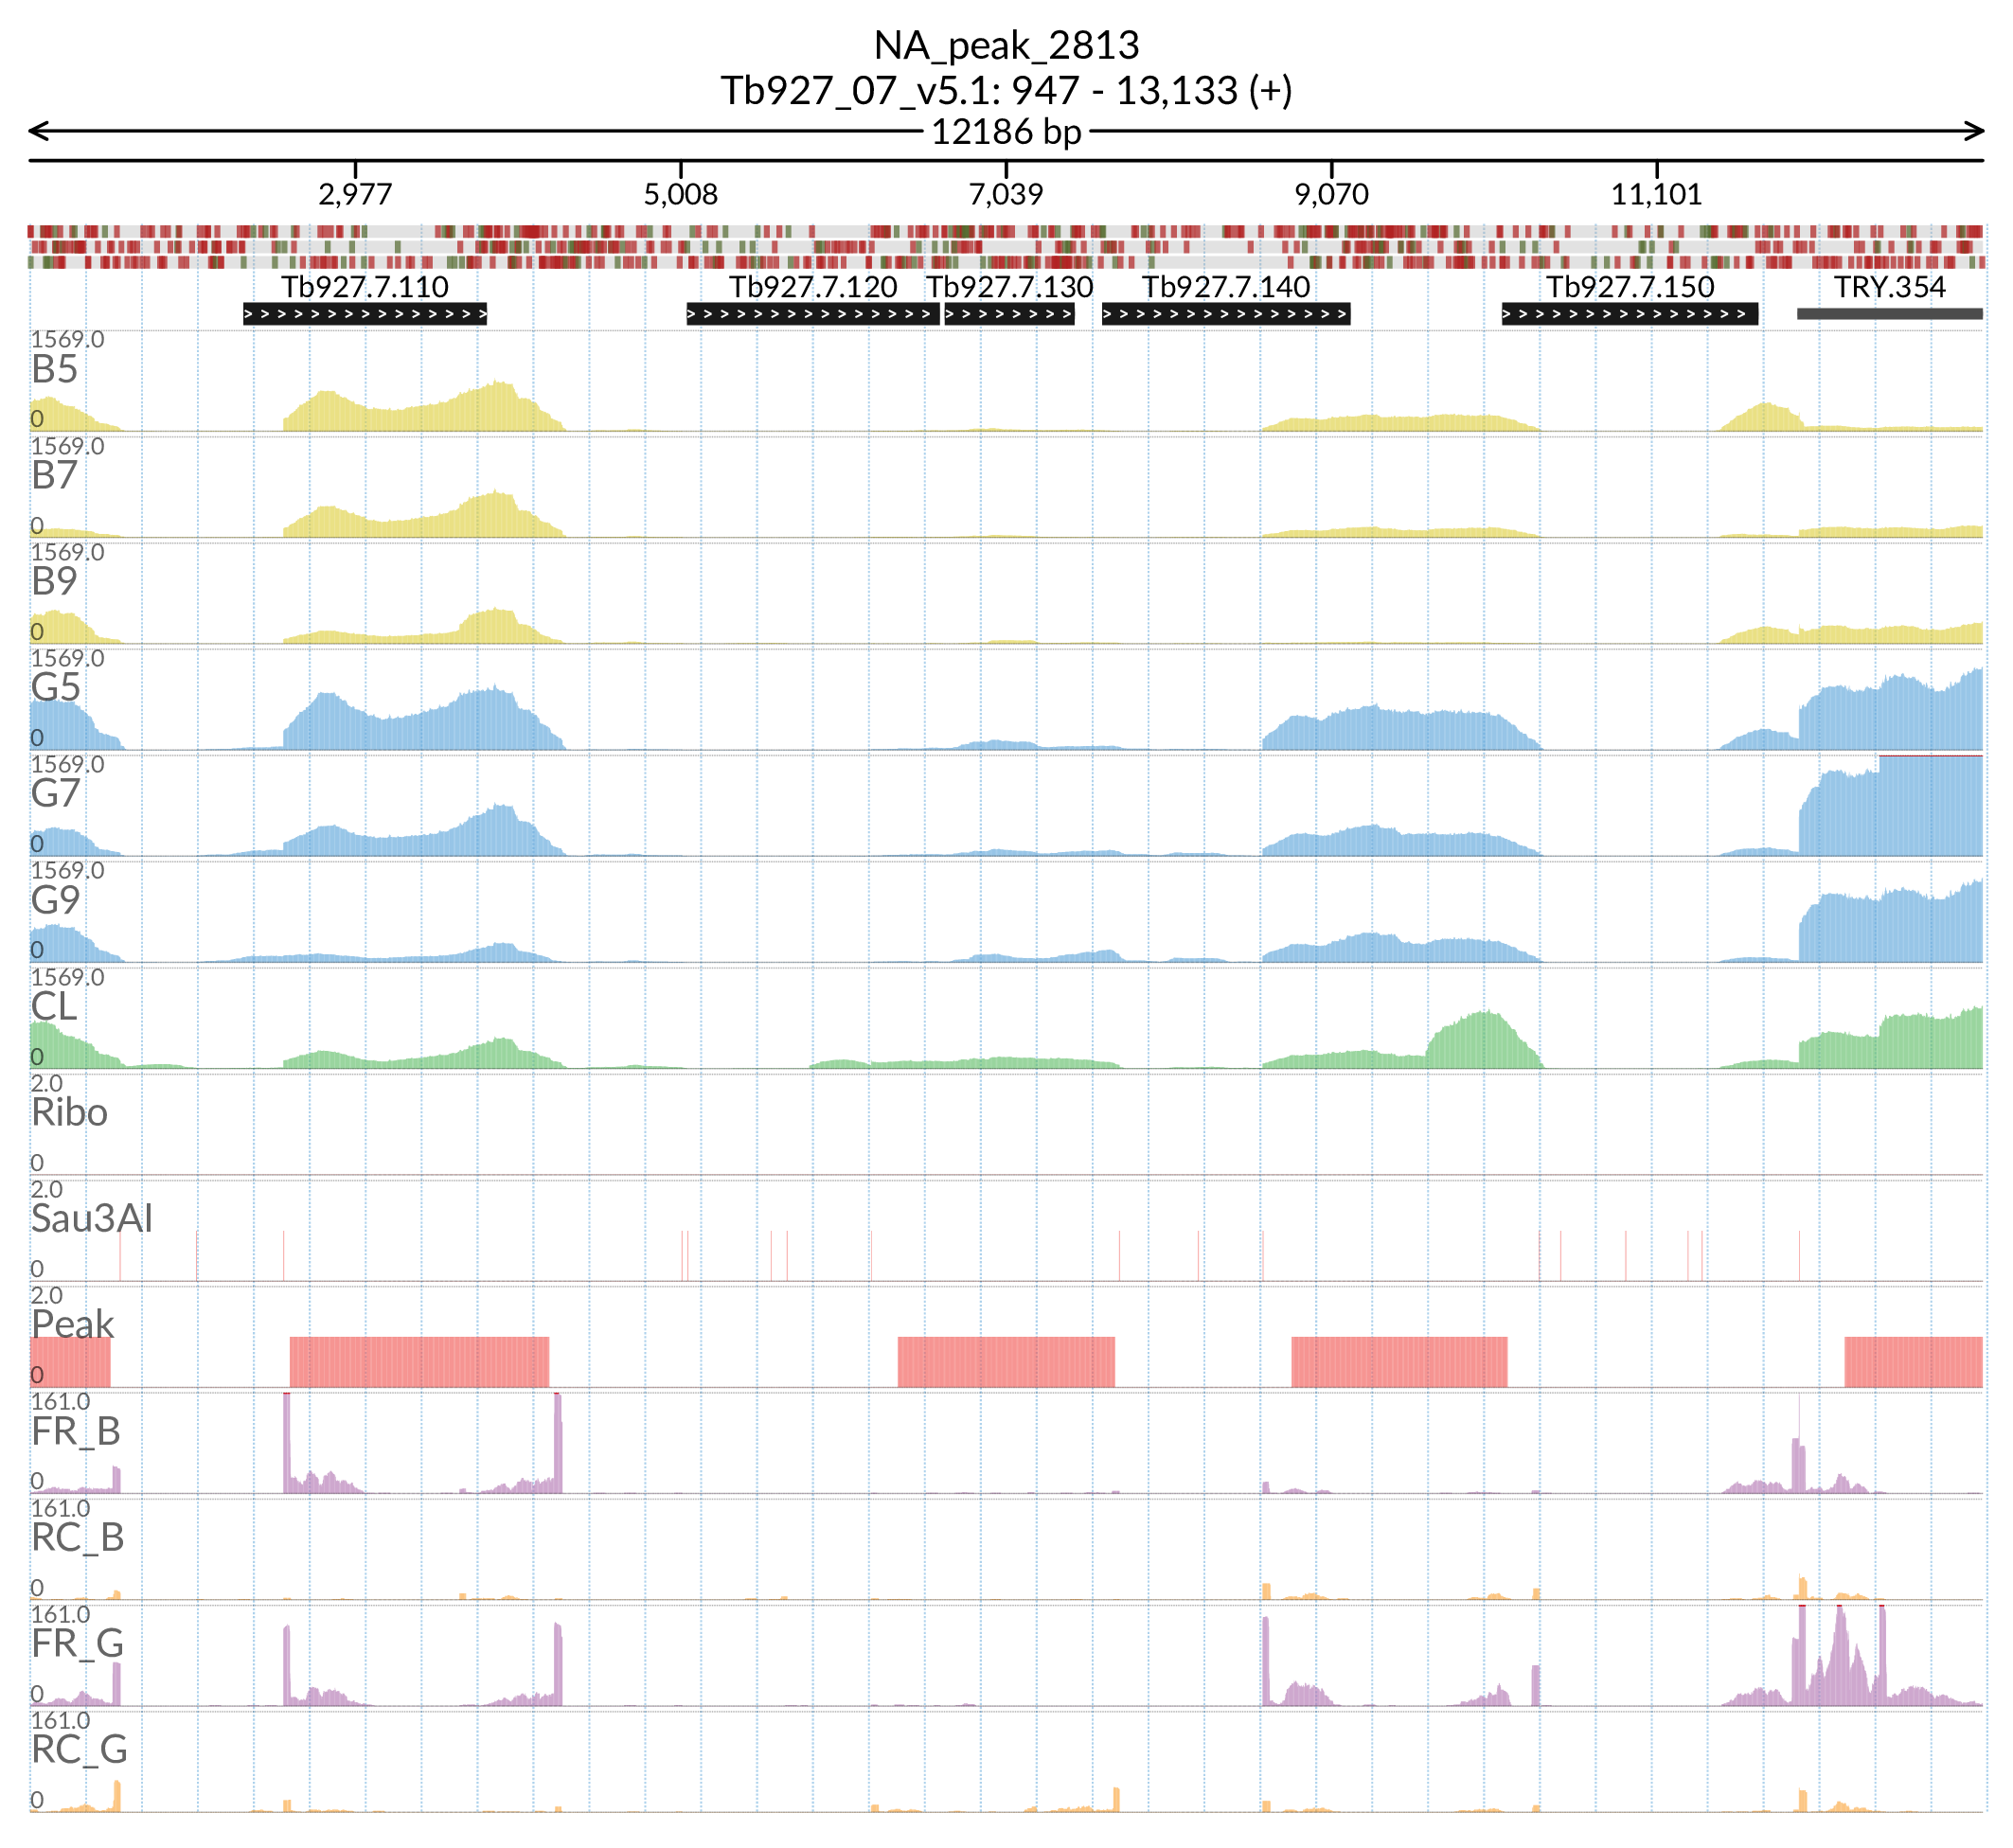 NA_peak_2813
Tb927_07_v5.1: 947 - 13,133 (+)
12186 bp
2,977 5,008 7,039 9,070 11,101
Tb927.7.110 Tb927.7.120 Tb927.7.130 Tb927.7.140 Tb927.7.150 TRY.354
1569.0
B5
0
1569.0
B7
0
1569.0
B9
0
1569.0
G5
0
1569.0
G7
0
1569.0
G9
0
1569.0
CL
0
2.0
Ribo
0
2.0
Sau3AI
0
2.0
Peak
0
161.0
FR_B
0
161.0
RC_B
0
161.0
FR_G
0
161.0
RC_G
0